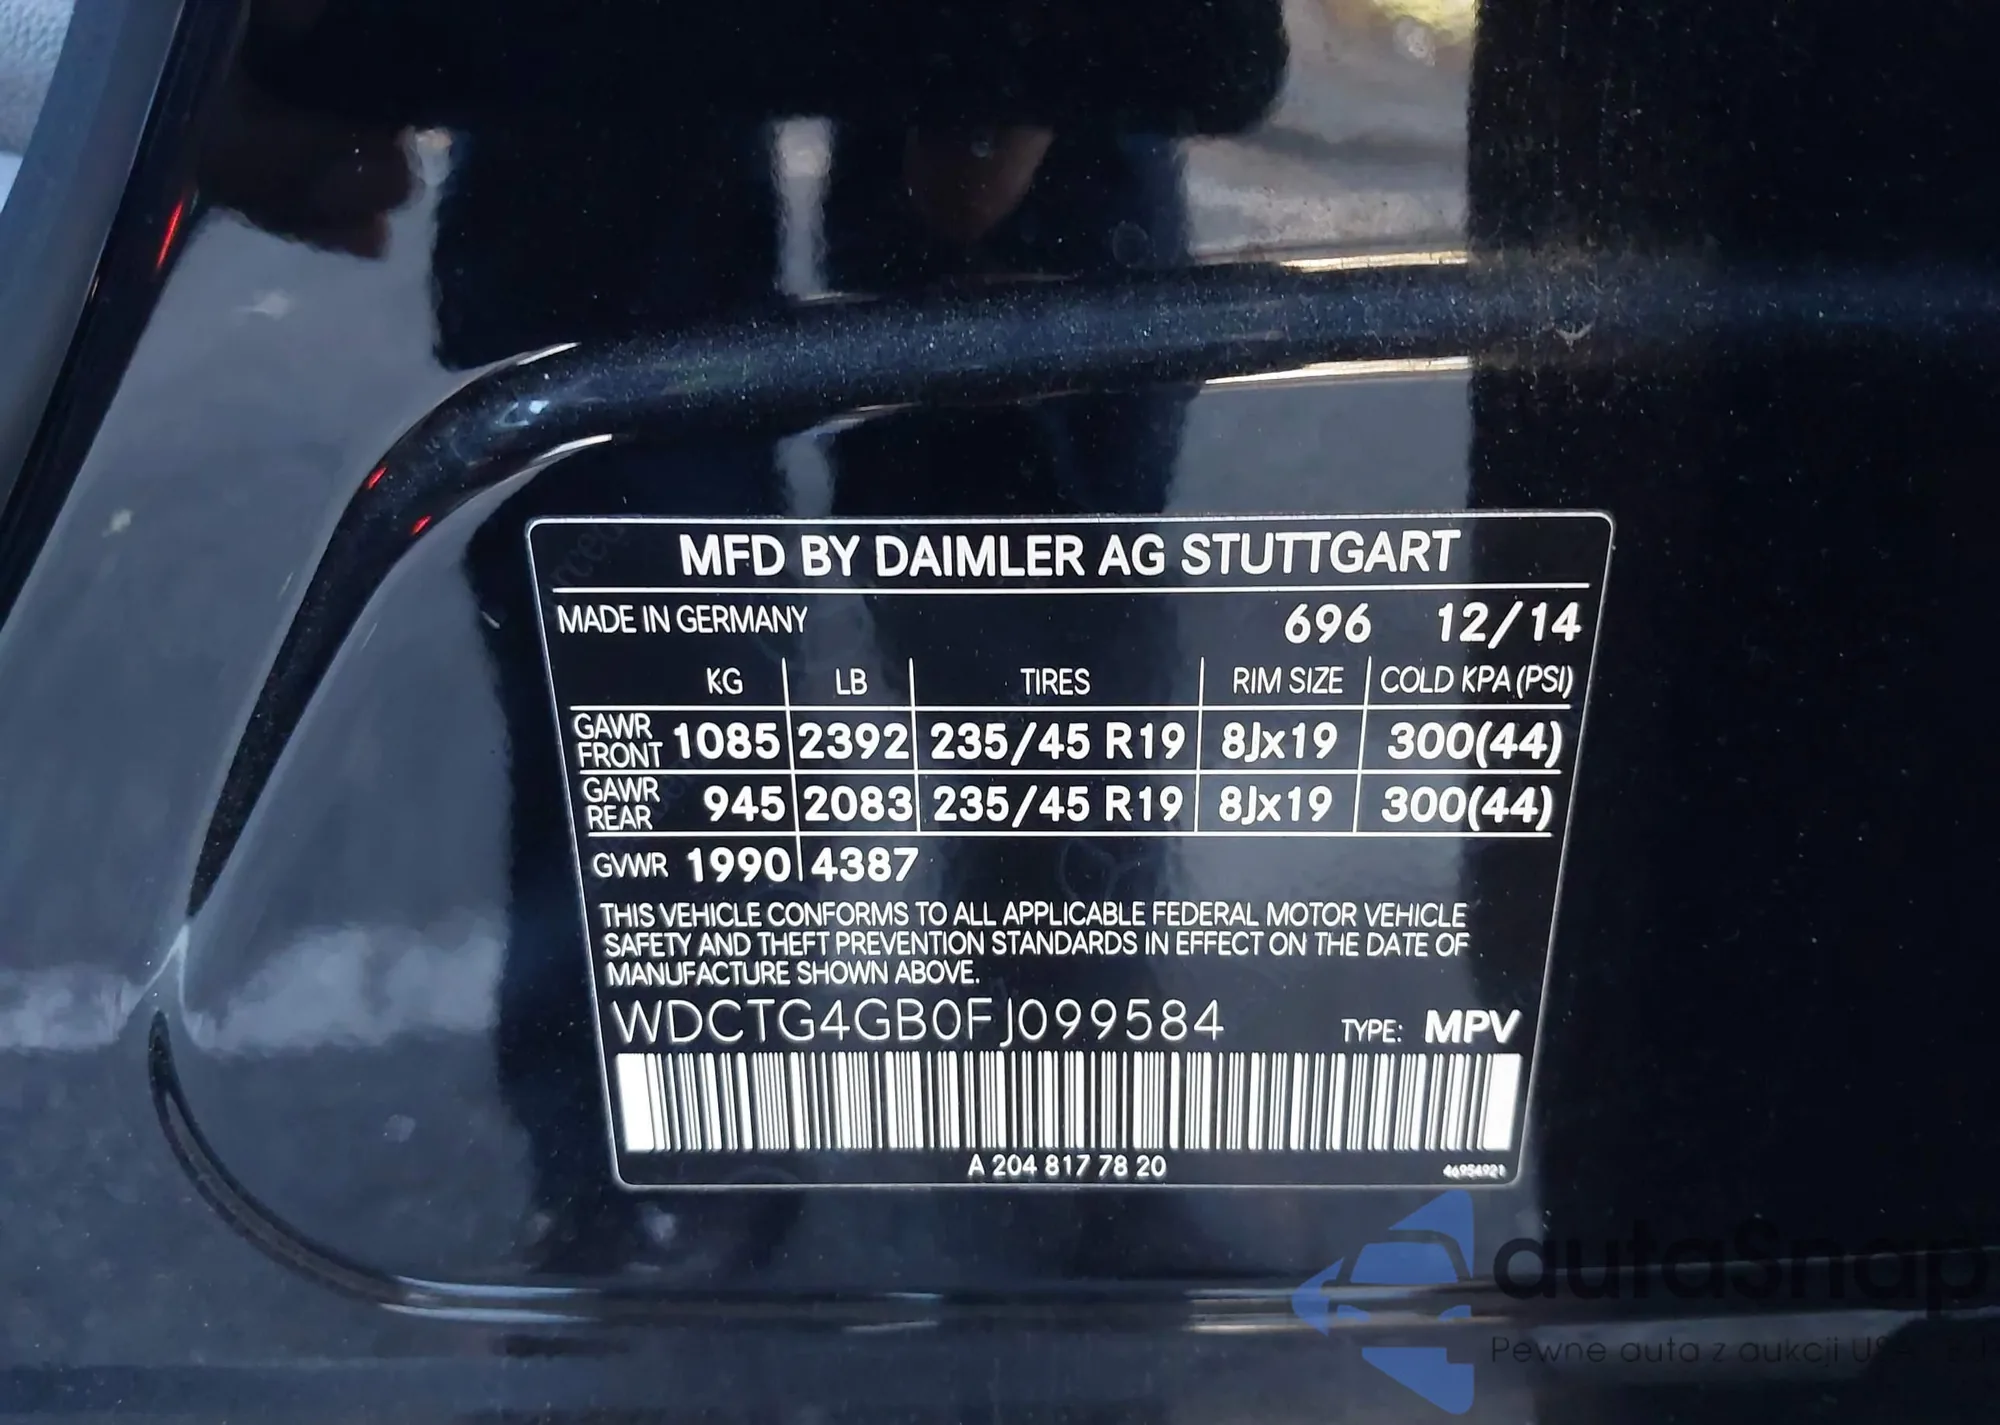 MFD BY DAIMLER AG STUTTGART
MADE IN GERMANY 696 12/14
KG LB TIRES RIM SIZE COLD KPA (PSI)
GAWR FRONT 1085 2392 235/45 R19 8Jx19 300(44)
GAWR REAR 945 2083 235/45 R19 8Jx19 300(44)
GVWR 1990 4387
THIS VEHICLE CONFORMS TO ALL APPLICABLE FEDERAL MOTOR VEHICLE
SAFETY AND THEFT PREVENTION STANDARDS IN EFFECT ON THE DATE OF
MANUFACTURE SHOWN ABOVE.
WDCTG4GB0FJ099584 TYPE: MPV
A 204 817 78 20 46954921
autaSnap
Pewne auta z aukcji